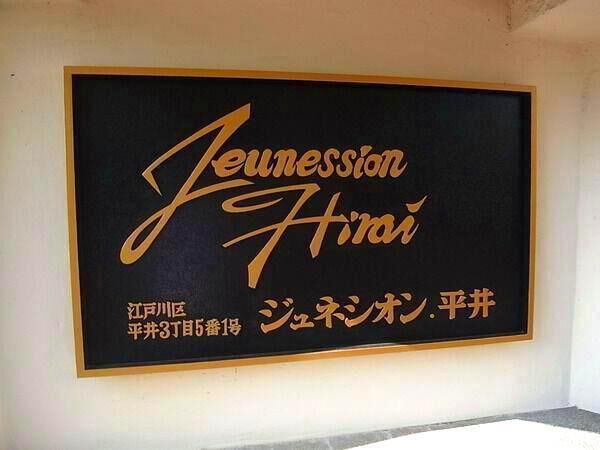 Jeunession
Hirai
江戸川区
平井3丁目5番1号
ジュネシオン.平井